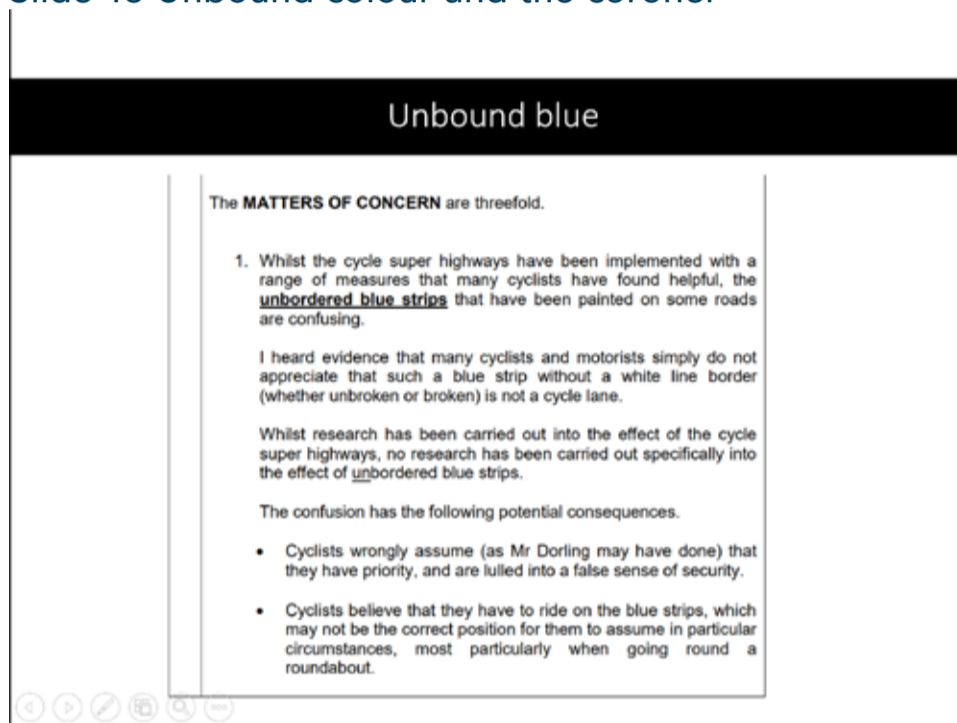 Slide 40 Unbound colour and the coroner
Unbound blue
The MATTERS OF CONCERN are threefold.
1. Whilst the cycle super highways have been implemented with a
range of measures that many cyclists have found helpful, the
unbordered blue strips that have been painted on some roads
are confusing.
I heard evidence that many cyclists and motorists simply do not
appreciate that such a blue strip without a white line border
(whether unbroken or broken) is not a cycle lane.
Whilst research has been carried out into the effect of the cycle
super highways, no research has been carried out specifically into
the effect of unbordered blue strips.
The confusion has the following potential consequences.
• Cyclists wrongly assume (as Mr Dorling may have done) that
they have priority, and are lulled into a false sense of security.
• Cyclists believe that they have to ride on the blue strips, which
may not be the correct position for them to assume in particular
circumstances, most particularly when going round a
roundabout.